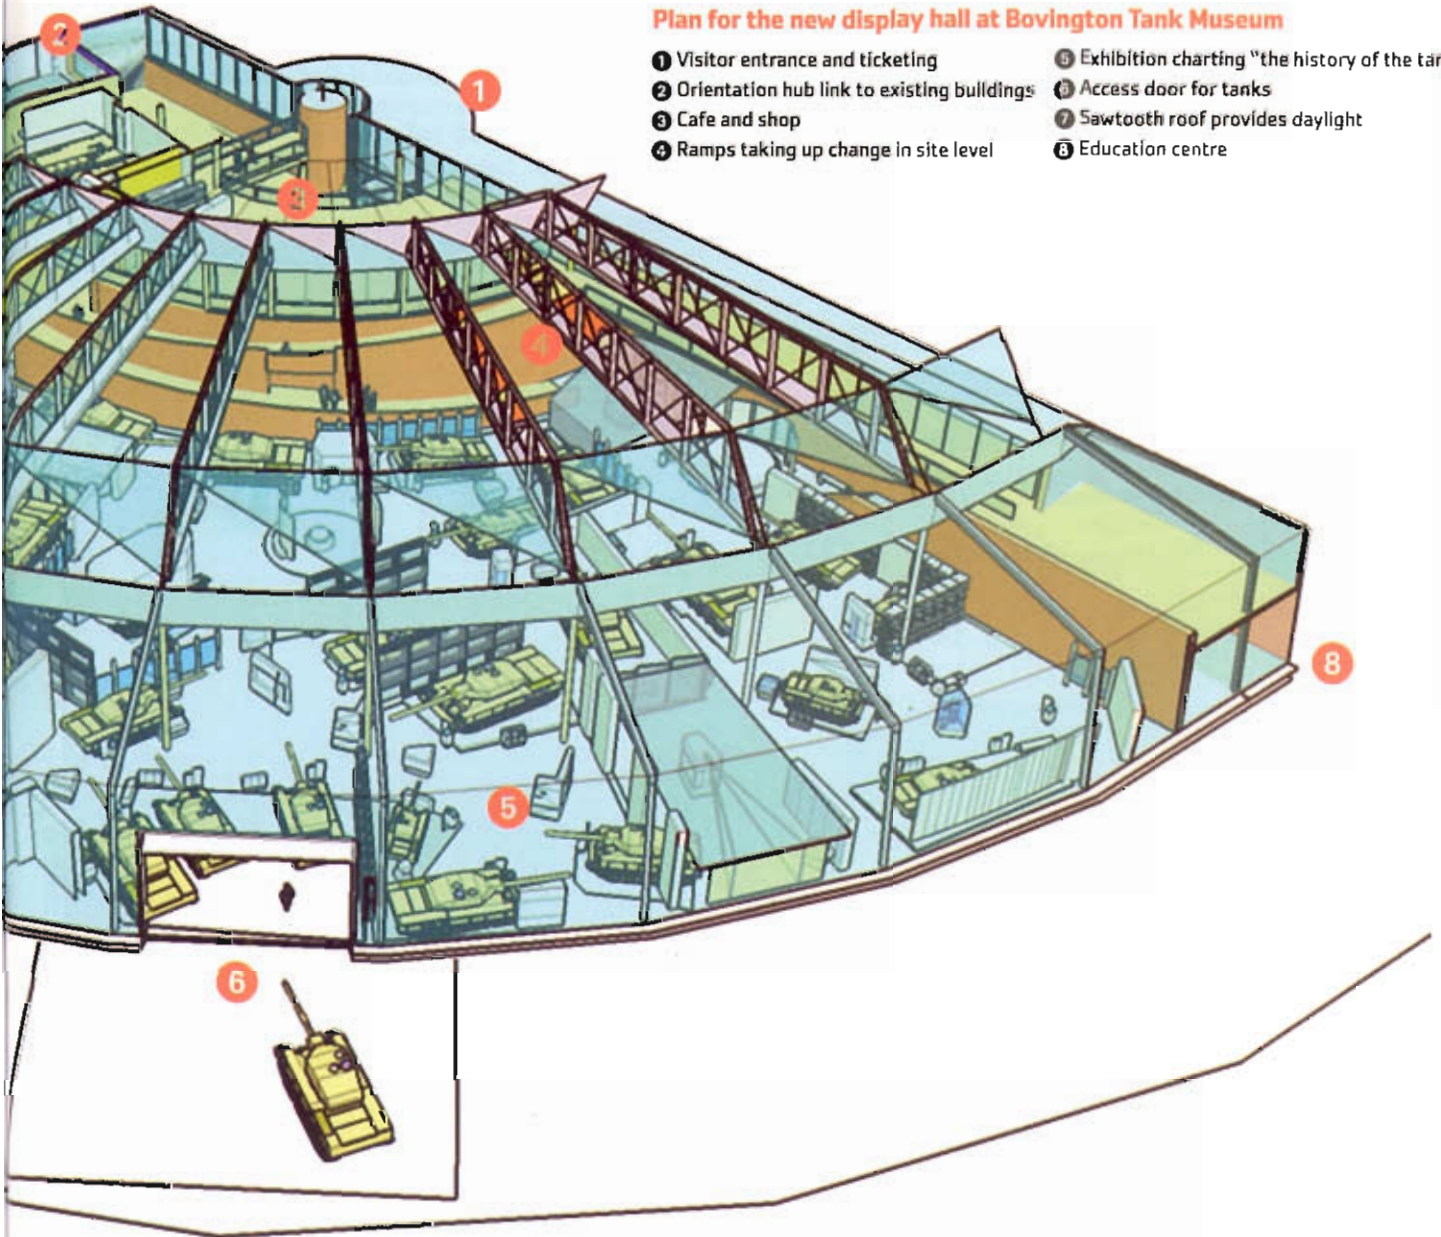 Plan for the new display hall at Bovington Tank Museum
1 Visitor entrance and ticketing
2 Orientation hub link to existing buildings
3 Cafe and shop
4 Ramps taking up change in site level
5 Exhibition charting "the history of the
6 Access door for tanks
7 Sawtooth roof provides daylight
8 Education centre
2
1
3
4
5
8
6